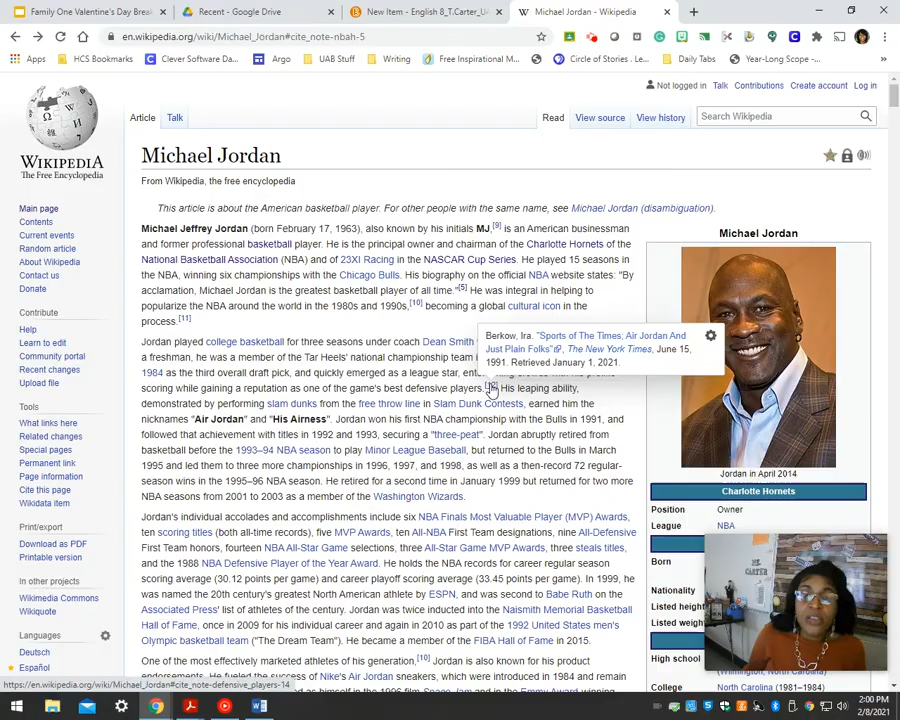 Family One Valentine's Day Break
Recent - Google Drive
New Item - English 8_T.Carter_U
Michael Jordan - Wikipedia
en.wikipedia.org/wiki/Michael_Jordan#cite_note-nbah-5
Apps
HCS Bookmarks
Clever Software Da...
Argo
UAB Stuff
Writing
Free Inspirational M...
Circle of Stories . Le...
Daily Tabs
Year-Long Scope -...
Not logged in
Talk
Contributions
Create account
Log in
Article
Talk
Read
View source
View history
Search Wikipedia
WIKIPEDIA
The Free Encyclopedia
Michael Jordan
From Wikipedia, the free encyclopedia
This article is about the American basketball player. For other people with the same name, see Michael Jordan (disambiguation).
Main page
Contents
Current events
Random article
About Wikipedia
Contact us
Donate
Contribute
Help
Learn to edit
Community portal
Recent changes
Upload file
Tools
What links here
Related changes
Special pages
Permanent link
Page information
Cite this page
Wikidata item
Print/export
Download as PDF
Printable version
In other projects
Wikimedia Commons
Wikiquote
Languages
Deutsch
Español
Michael Jeffrey Jordan (born February 17, 1963), also known by his initials MJ,[9] is an American businessman
and former professional basketball player. He is the principal owner and chairman of the Charlotte Hornets of the
National Basketball Association (NBA) and of 23XI Racing in the NASCAR Cup Series. He played 15 seasons in
the NBA, winning six championships with the Chicago Bulls. His biography on the official NBA website states: "By
acclamation, Michael Jordan is the greatest basketball player of all time."[5] He was integral in helping to
popularize the NBA around the world in the 1980s and 1990s,[10] becoming a global cultural icon in the
process.[11]
Jordan played college basketball for three seasons under coach Dean Smith
a freshman, he was a member of the Tar Heels' national championship team
1984 as the third overall draft pick, and quickly emerged as a league star,
scoring while gaining a reputation as one of the game's best defensive players. His leaping ability,
demonstrated by performing slam dunks from the free throw line in Slam Dunk Contests, earned him the
nicknames "Air Jordan" and "His Airness". Jordan won his first NBA championship with the Bulls in 1991, and
followed that achievement with titles in 1992 and 1993, securing a "three-peat". Jordan abruptly retired from
basketball before the 1993–94 NBA season to play Minor League Baseball, but returned to the Bulls in March
1995 and led them to three more championships in 1996, 1997, and 1998, as well as a then-record 72 regular-
season wins in the 1995–96 NBA season. He retired for a second time in January 1999 but returned for two more
NBA seasons from 2001 to 2003 as a member of the Washington Wizards.
Berkow, Ira. "Sports of The Times; Air Jordan And
Just Plain Folks", The New York Times, June 15,
1991. Retrieved January 1, 2021.
Jordan's individual accolades and accomplishments include six NBA Finals Most Valuable Player (MVP) Awards,
ten scoring titles (both all-time records), five MVP Awards, ten All-NBA First Team designations, nine All-Defensive
First Team honors, fourteen NBA All-Star Game selections, three All-Star Game MVP Awards, three steals titles,
and the 1988 NBA Defensive Player of the Year Award. He holds the NBA records for career regular season
scoring average (30.12 points per game) and career playoff scoring average (33.45 points per game). In 1999, he
was named the 20th century's greatest North American athlete by ESPN, and was second to Babe Ruth on the
Associated Press' list of athletes of the century. Jordan was twice inducted into the Naismith Memorial Basketball
Hall of Fame, once in 2009 for his individual career and again in 2010 as part of the 1992 United States men's
Olympic basketball team ("The Dream Team"). He became a member of the FIBA Hall of Fame in 2015.
One of the most effectively marketed athletes of his generation,[10] Jordan is also known for his product
endorsements. He fueled the success of Nike's Air Jordan sneakers, which were introduced in 1984 and remain
Michael Jordan
Jordan in April 2014
Charlotte Hornets
Position
Owner
League
NBA
Born
Nationality
Listed height
Listed weight
High school
College
North Carolina (1981–1984)
MS.
CARTER
https://en.wikipedia.org/wiki/Michael_Jordan#cite_note-defensive_players-14
2:00 PM
2/8/2021